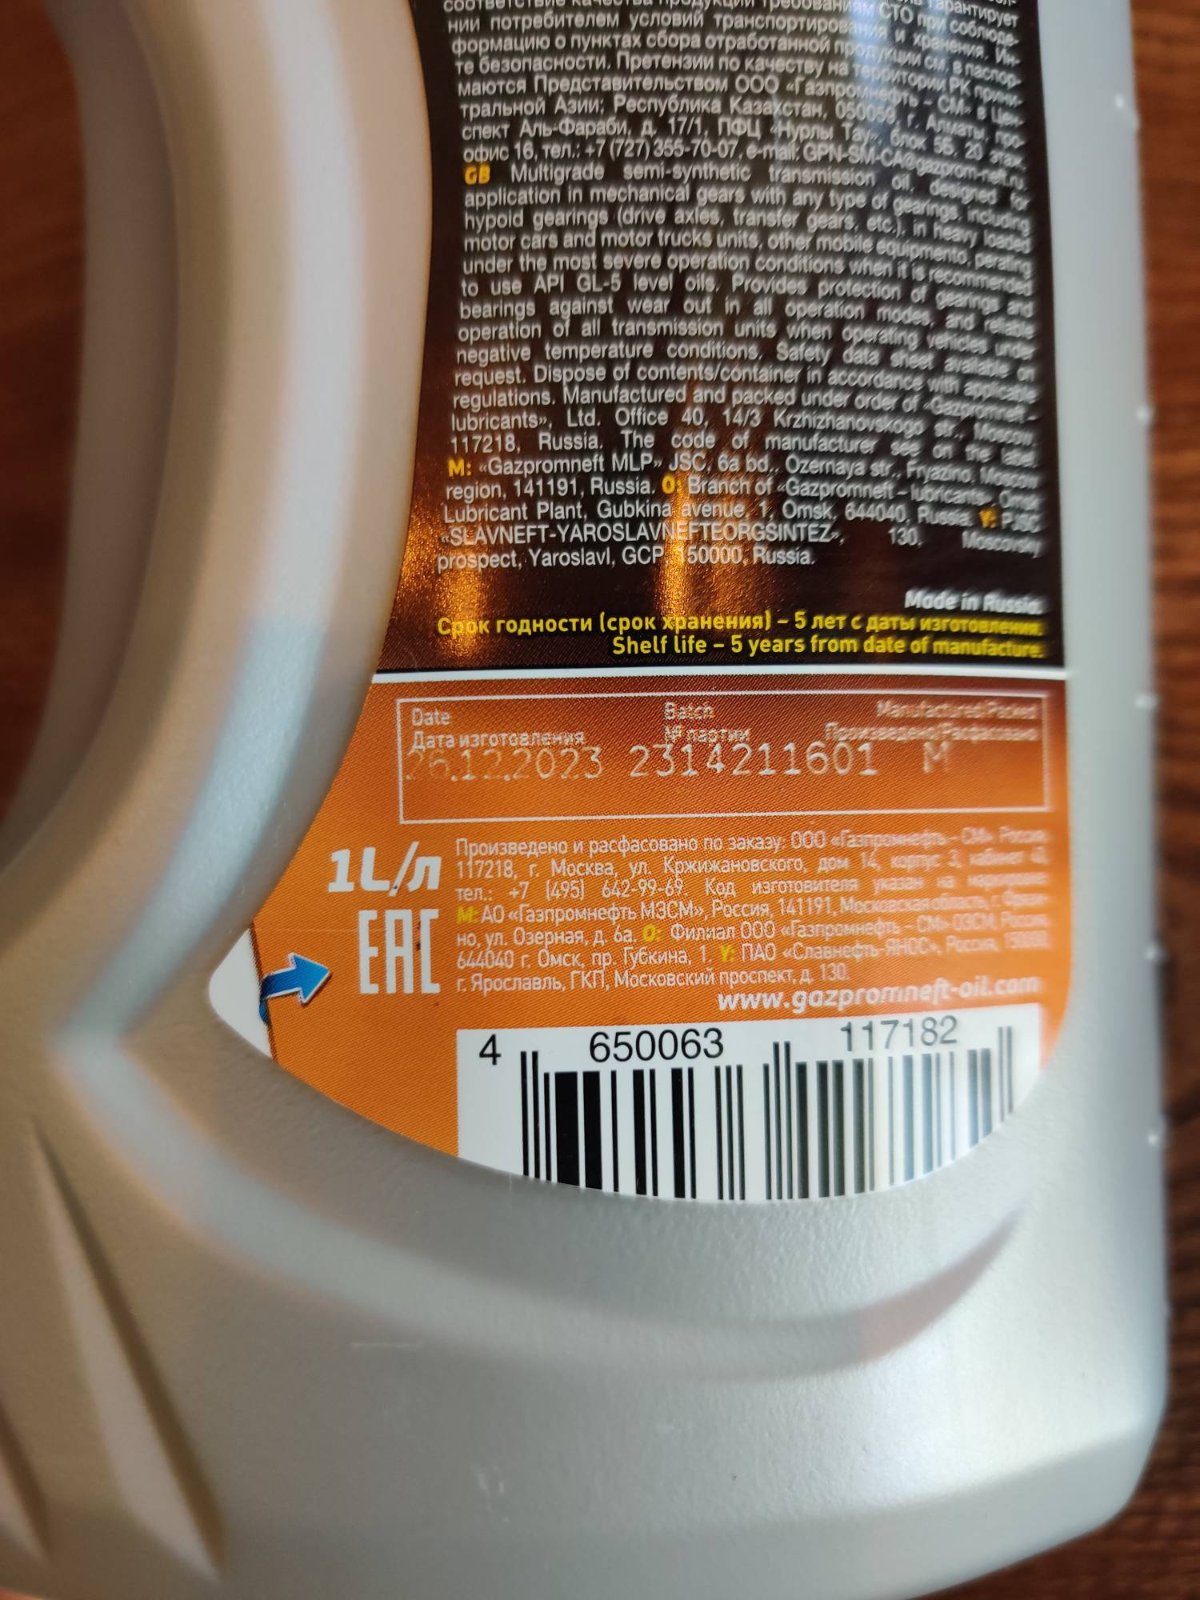 соответствие качества продукции требованиям СТО при соблюде-
нии потребителем условий транспортирования и хранения. Ин-
формацию о пунктах сбора отработанной продукции см. в паспор-
те безопасности. Претензии по качеству на территории РК прини-
маются Представительством ООО «Газпромнефть - СМ» в Цен-
тральной Азии: Республика Казахстан, 050059, г. Алматы, про-
спект Аль-Фараби, д. 17/1, ПФЦ «Нурлы Тау», блок 5Б, 20 этаж,
офис 16, тел.: +7 (727) 355-70-07, e-mail: GPN-SM-CA@gazprom-neft.ru.
GB Multigrade semi-synthetic transmission oil, designed for
application in mechanical gears with any type of gearings, including
hypoid gearings (drive axles, transfer gears, etc.), in heavy loaded
motor cars and motor trucks units, other mobile equipmento, perating
under the most severe operation conditions when it is recommended
to use API GL-5 level oils. Provides protection of gearings and
bearings against wear out in all operation modes, and reliable
operation of all transmission units when operating vehicles under
negative temperature conditions. Safety data sheet available on
request. Dispose of contents/container in accordance with applicable
regulations. Manufactured and packed under order of «Gazpromneft -
lubricants», Ltd. Office 40, 14/3 Krzhizhanovskogo str., Moscow,
117218, Russia. The code of manufacturer see on the label.
M: «Gazpromneft MLP» JSC, 6a bd., Ozernaya str., Fryazino, Moscow
region, 141191, Russia. O: Branch of «Gazpromneft – lubricants», Omsk
Lubricant Plant, Gubkina avenue, 1, Omsk, 644040, Russia. Y: PJSC
«SLAVNEFT-YAROSLAVNEFTEORGSINTEZ», 130, Moscovsky
prospect, Yaroslavl, GCP, 150000, Russia.
Made in Russia.
Срок годности (срок хранения) – 5 лет с даты изготовления.
Shelf life – 5 years from date of manufacture.
Date Batch Manufactured/Packed
Дата изготовления № партии Произведено/Расфасовано
26.12.2023 2314211601 M
1L/л
Произведено и расфасовано по заказу: ООО «Газпромнефть - СМ», Россия,
117218, г. Москва, ул. Кржижановского, дом 14, корпус 3, кабинет 40,
тел.: +7 (495) 642-99-69. Код изготовителя указан на маркировке:
М: АО «Газпромнефть МЗСМ», Россия, 141191, Московская область, г. Фрязи-
но, ул. Озерная, д. 6а. О: Филиал ООО «Газпромнефть - СМ» ОЗСМ, Россия,
644040 г. Омск, пр. Губкина, 1. Y: ПАО «Славнефть-ЯНОС», Россия, 150000,
г. Ярославль, ГКП, Московский проспект, д. 130.
EAC
www.gazpromneft-oil.com
4 650063 117182